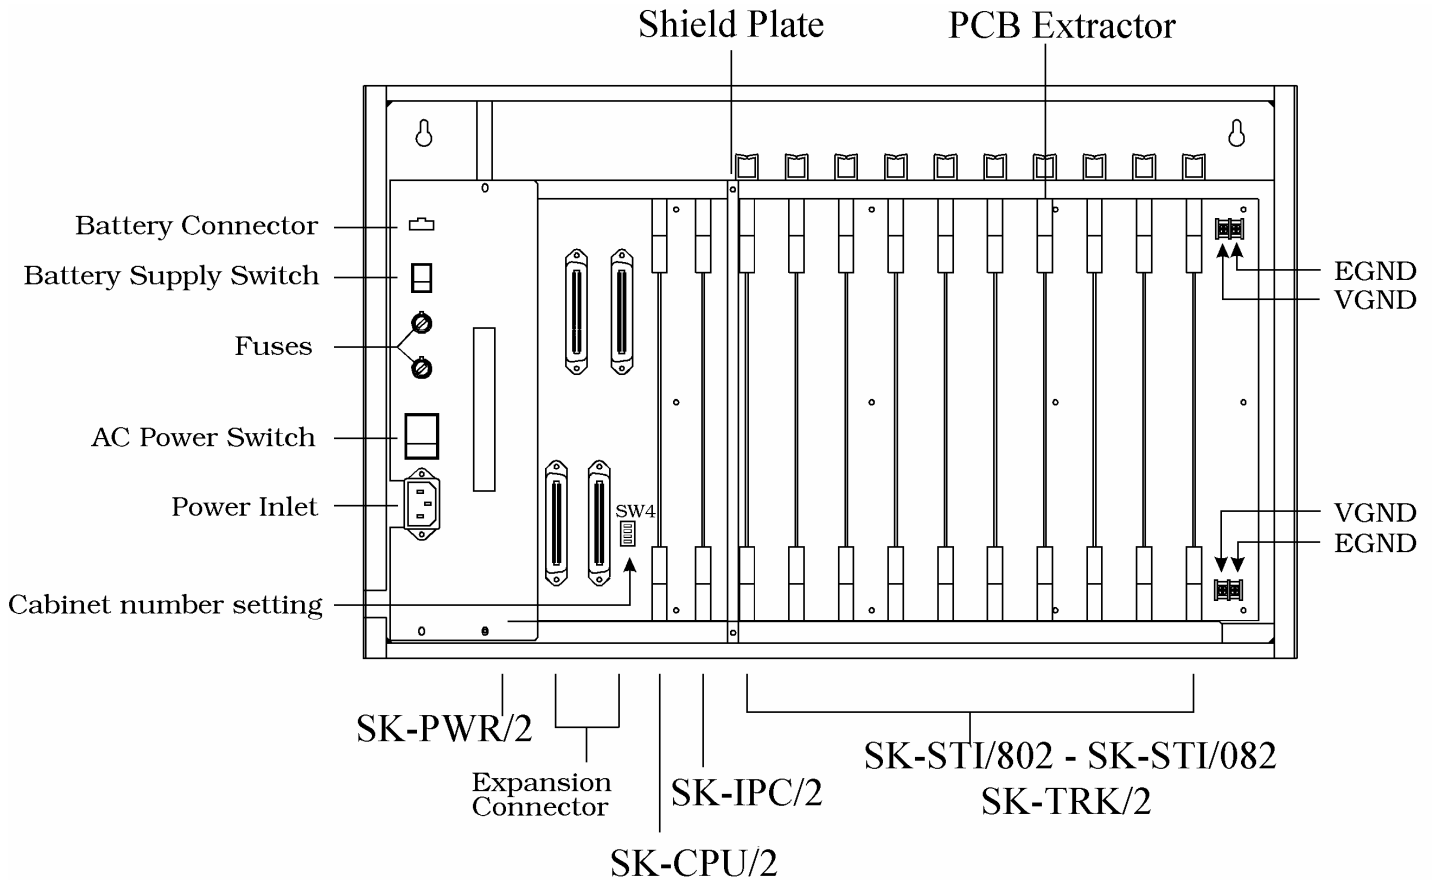 Shield Plate
PCB Extractor
Battery Connector
Battery Supply Switch
Fuses
AC Power Switch
Power Inlet
Cabinet number setting
SW4
EGND
VGND
VGND
EGND
SK-PWR/2
Expansion
Connector
SK-CPU/2
SK-IPC/2
SK-STI/802 - SK-STI/082
SK-TRK/2